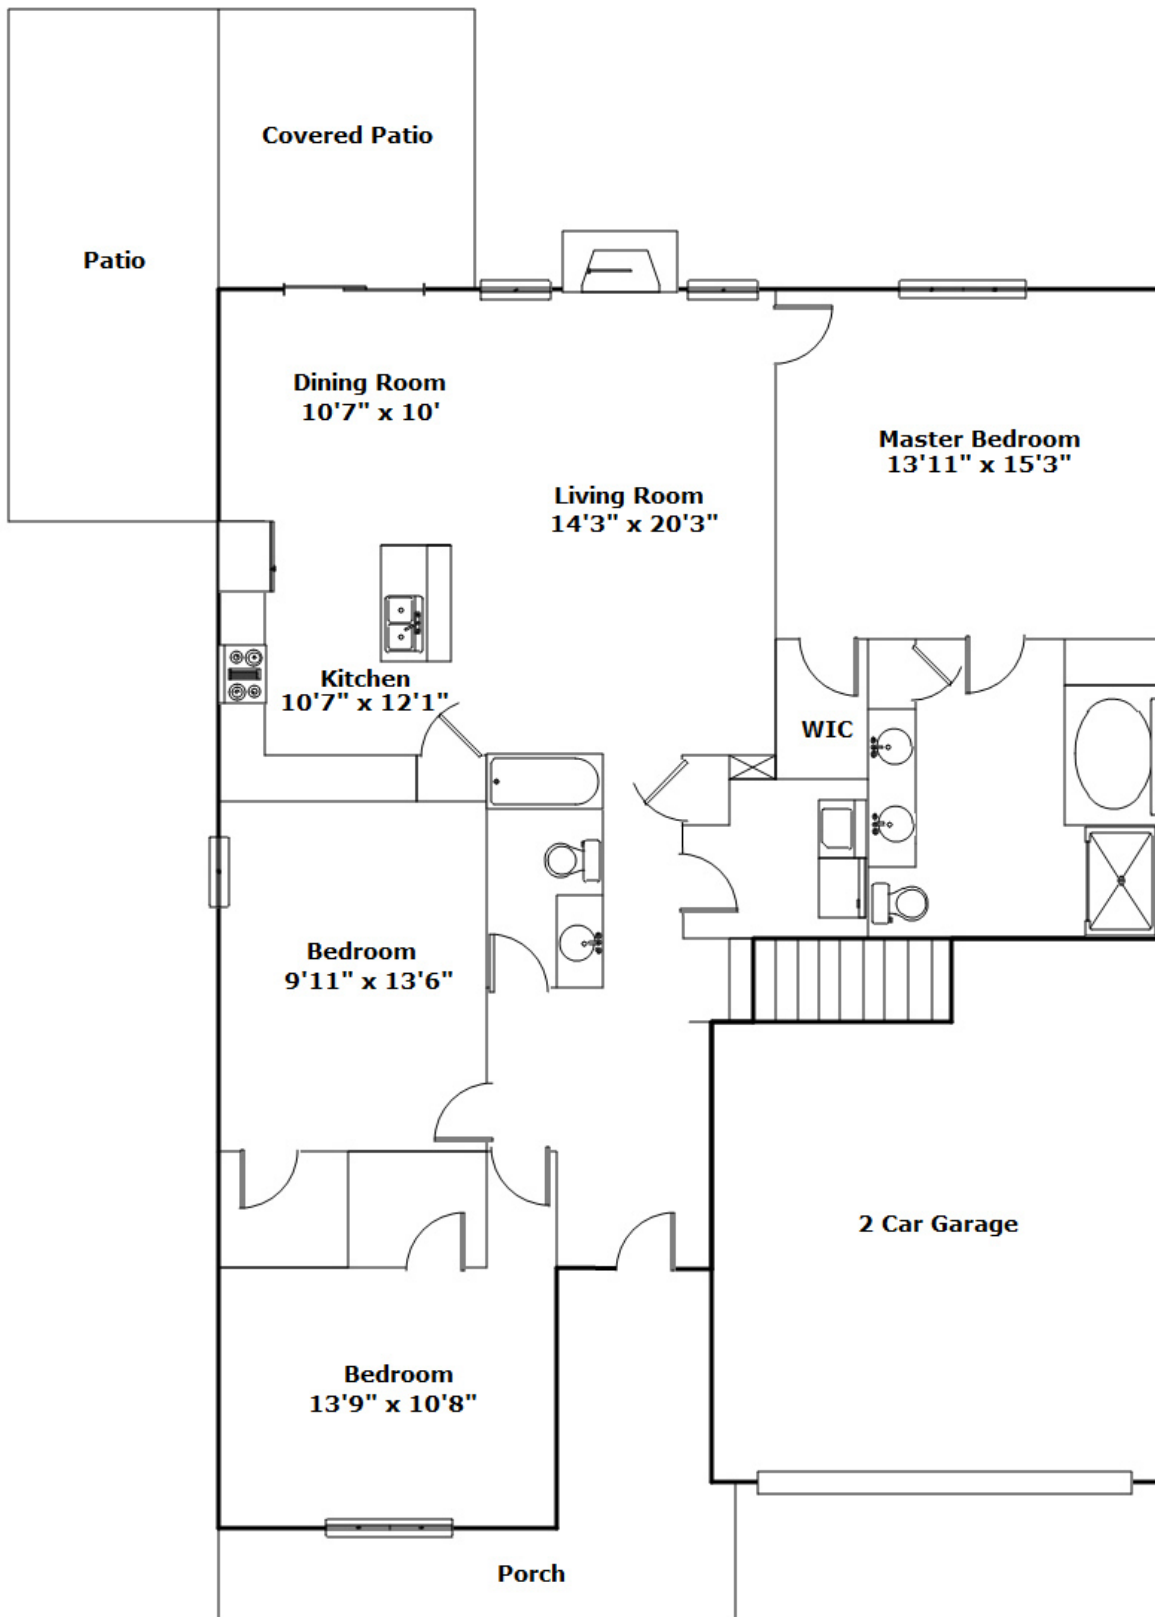 Covered Patio
Patio
Dining Room
10'7" x 10'
Master Bedroom
13'11" x 15'3"
Living Room
14'3" x 20'3"
Kitchen
10'7" x 12'1"
WIC
Bedroom
9'11" x 13'6"
2 Car Garage
Bedroom
13'9" x 10'8"
Porch